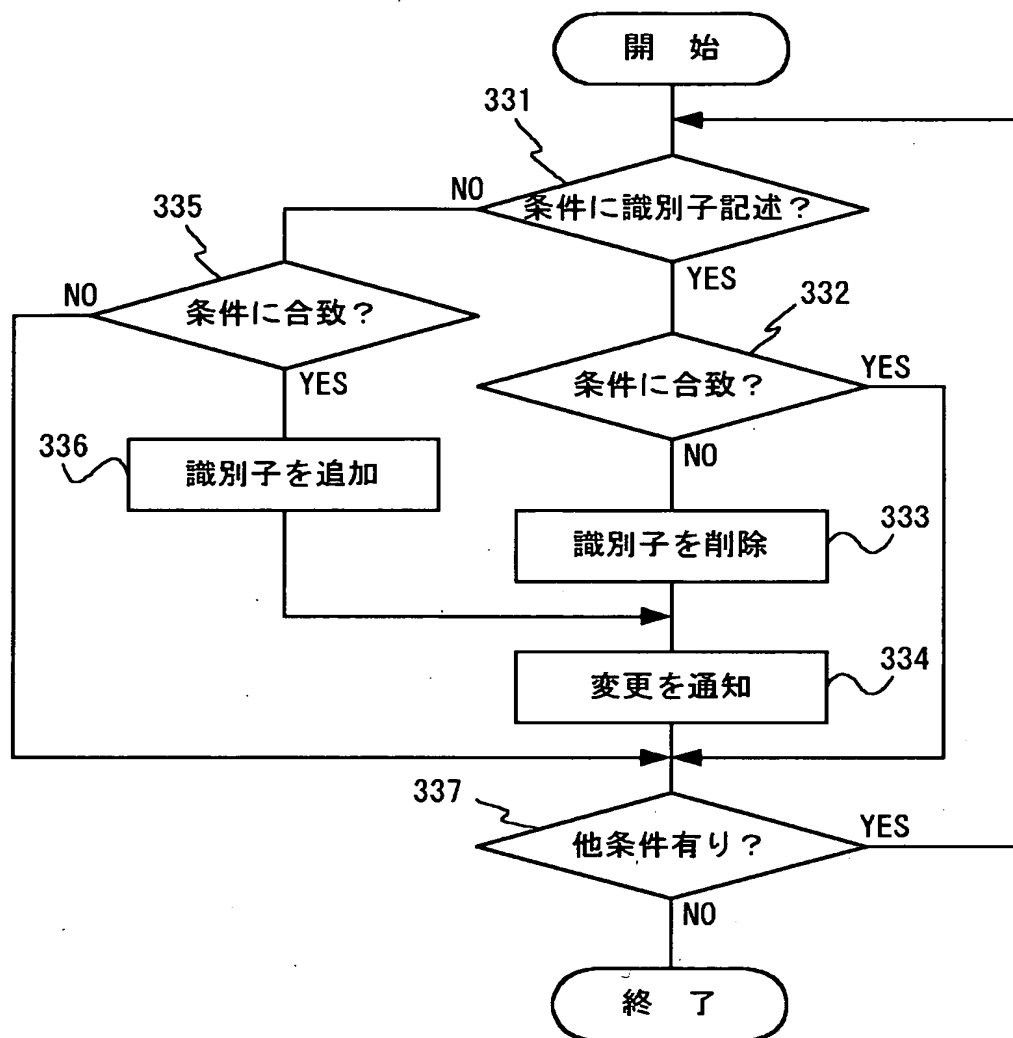 開 始
331
条件に識別子記述?
NO
YES
335
条件に合致?
NO
YES
332
条件に合致?
YES
NO
336
識別子を追加
333
識別子を削除
334
変更を通知
337
他条件有り?
YES
NO
終 了